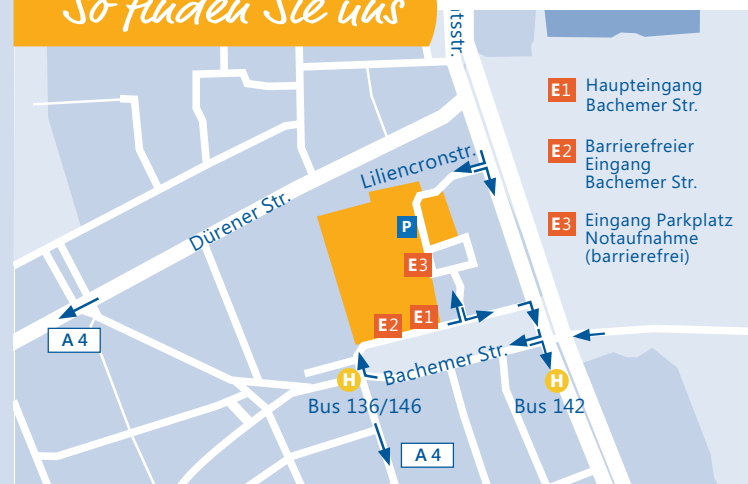 So finden Sie uns
tsstr.
E1 Haupteingang
Bachemer Str.
E2 Barrierefreier
Eingang
Bachemer Str.
E3 Eingang Parkplatz
Notaufnahme
(barrierefrei)
Liliencronstr.
Dürener Str.
P
E3
E1
E2
A 4
Bachemer Str.
H
Bus 136/146
H
Bus 142
A 4